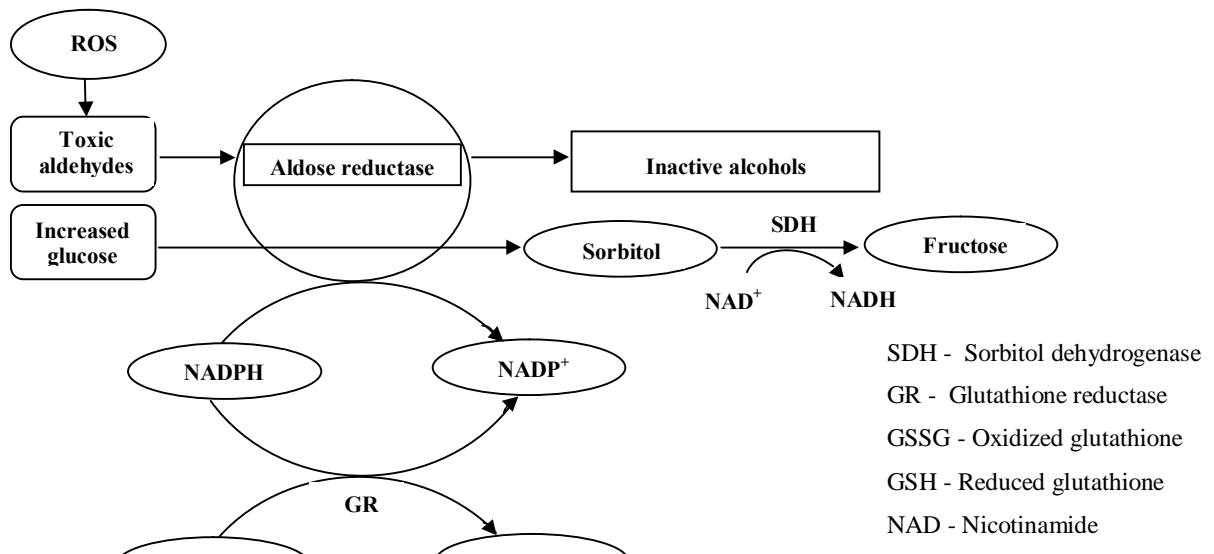 ROS
Toxic
aldehydes
Aldose reductase
Inactive alcohols
Increased
glucose
Sorbitol
SDH
Fructose
NAD+
NADH
NADPH
NADP+
GR
SDH - Sorbitol dehydrogenase
GR - Glutathione reductase
GSSG - Oxidized glutathione
GSH - Reduced glutathione
NAD - Nicotinamide